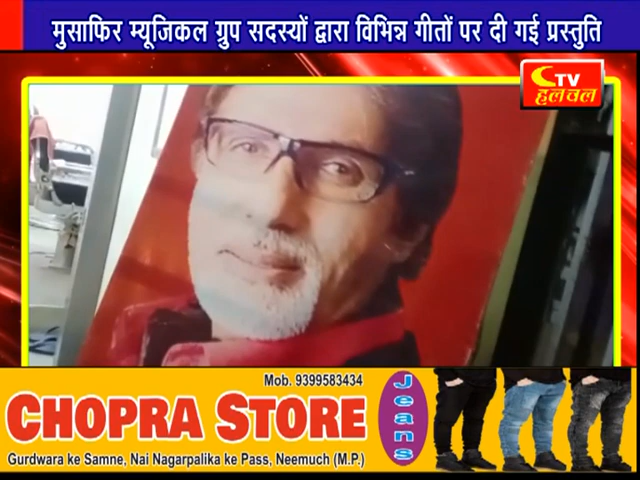 मुसाफिर म्यूजिकल ग्रुप सदस्यों द्वारा विभिन्न गीतों पर दी गई प्रस्तुति
TV
हलचल
Mob. 9399583434
CHOPRA STORE
Jeans
Gurdwara ke Samne, Nai Nagarpalika ke Pass, Neemuch (M.P.)